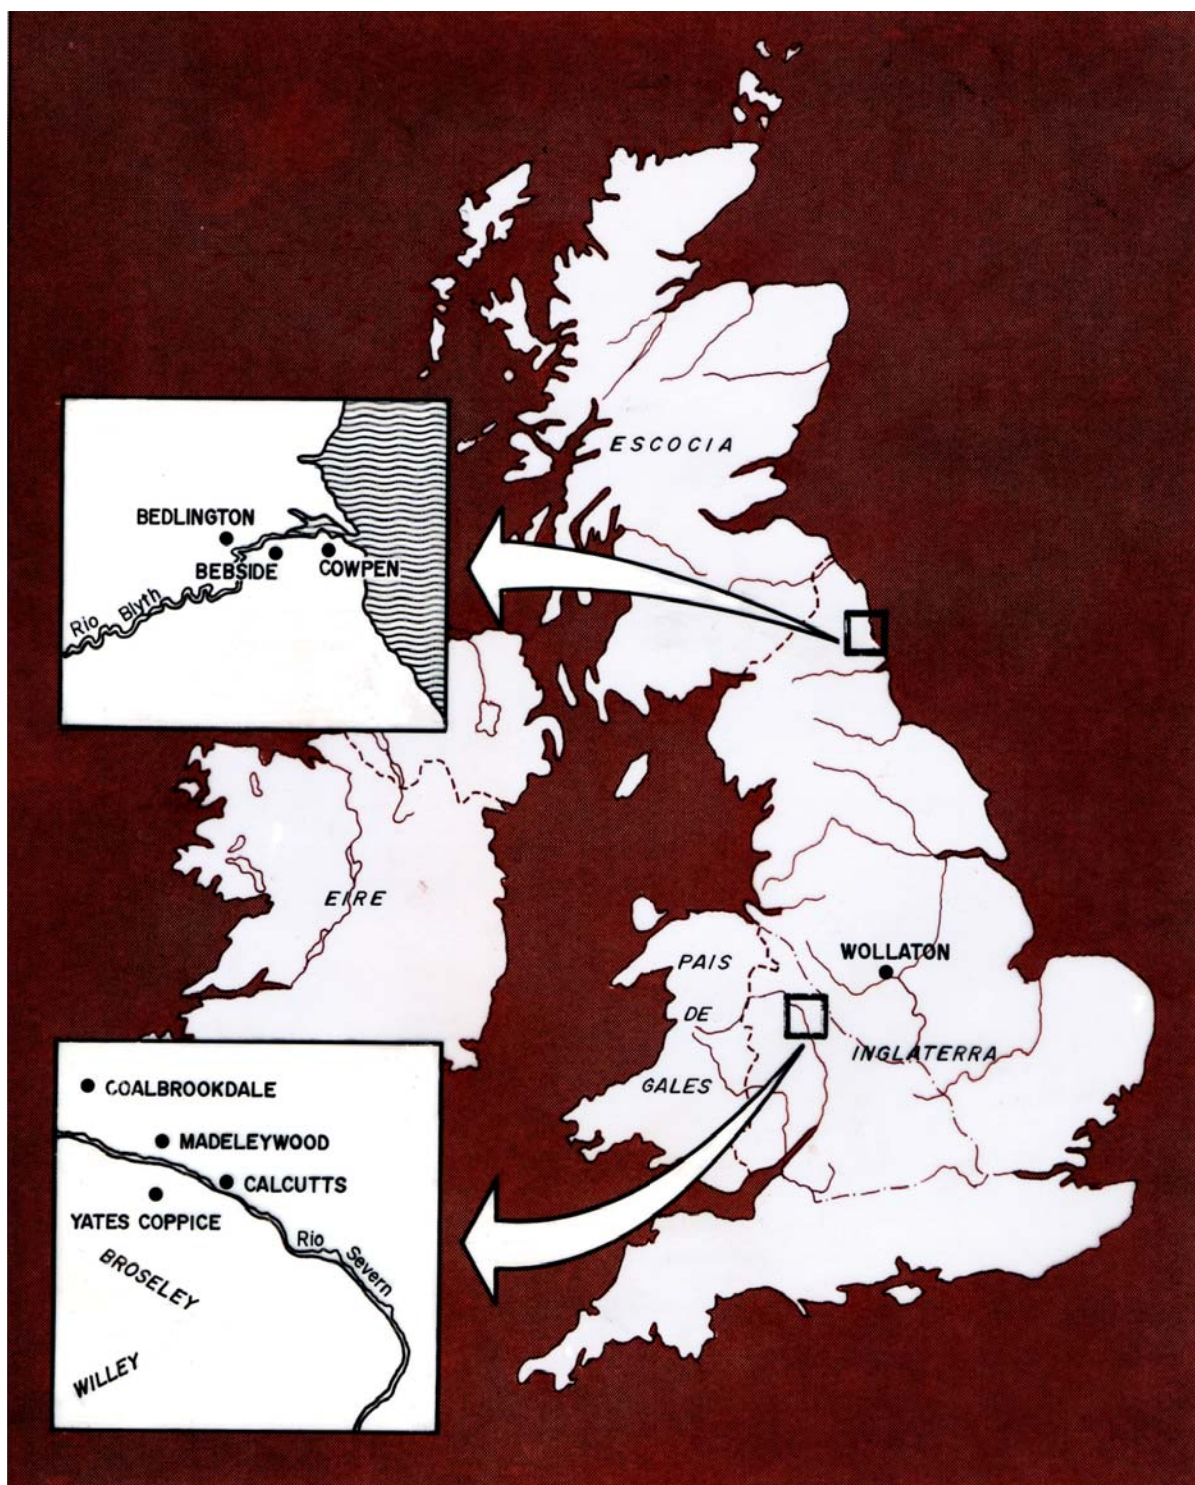 ESCOCIA
BEDLINGTON
BEBSIDE
COWPEN
Rio Blyth
EIRE
WOLLATON
PAIS
DE
GALES
INGLATERRA
COALBROOKDALE
MADELEYWOOD
CALCUTTS
YATES COPPICE
Rio Severn
BROSELEY
WILLEY